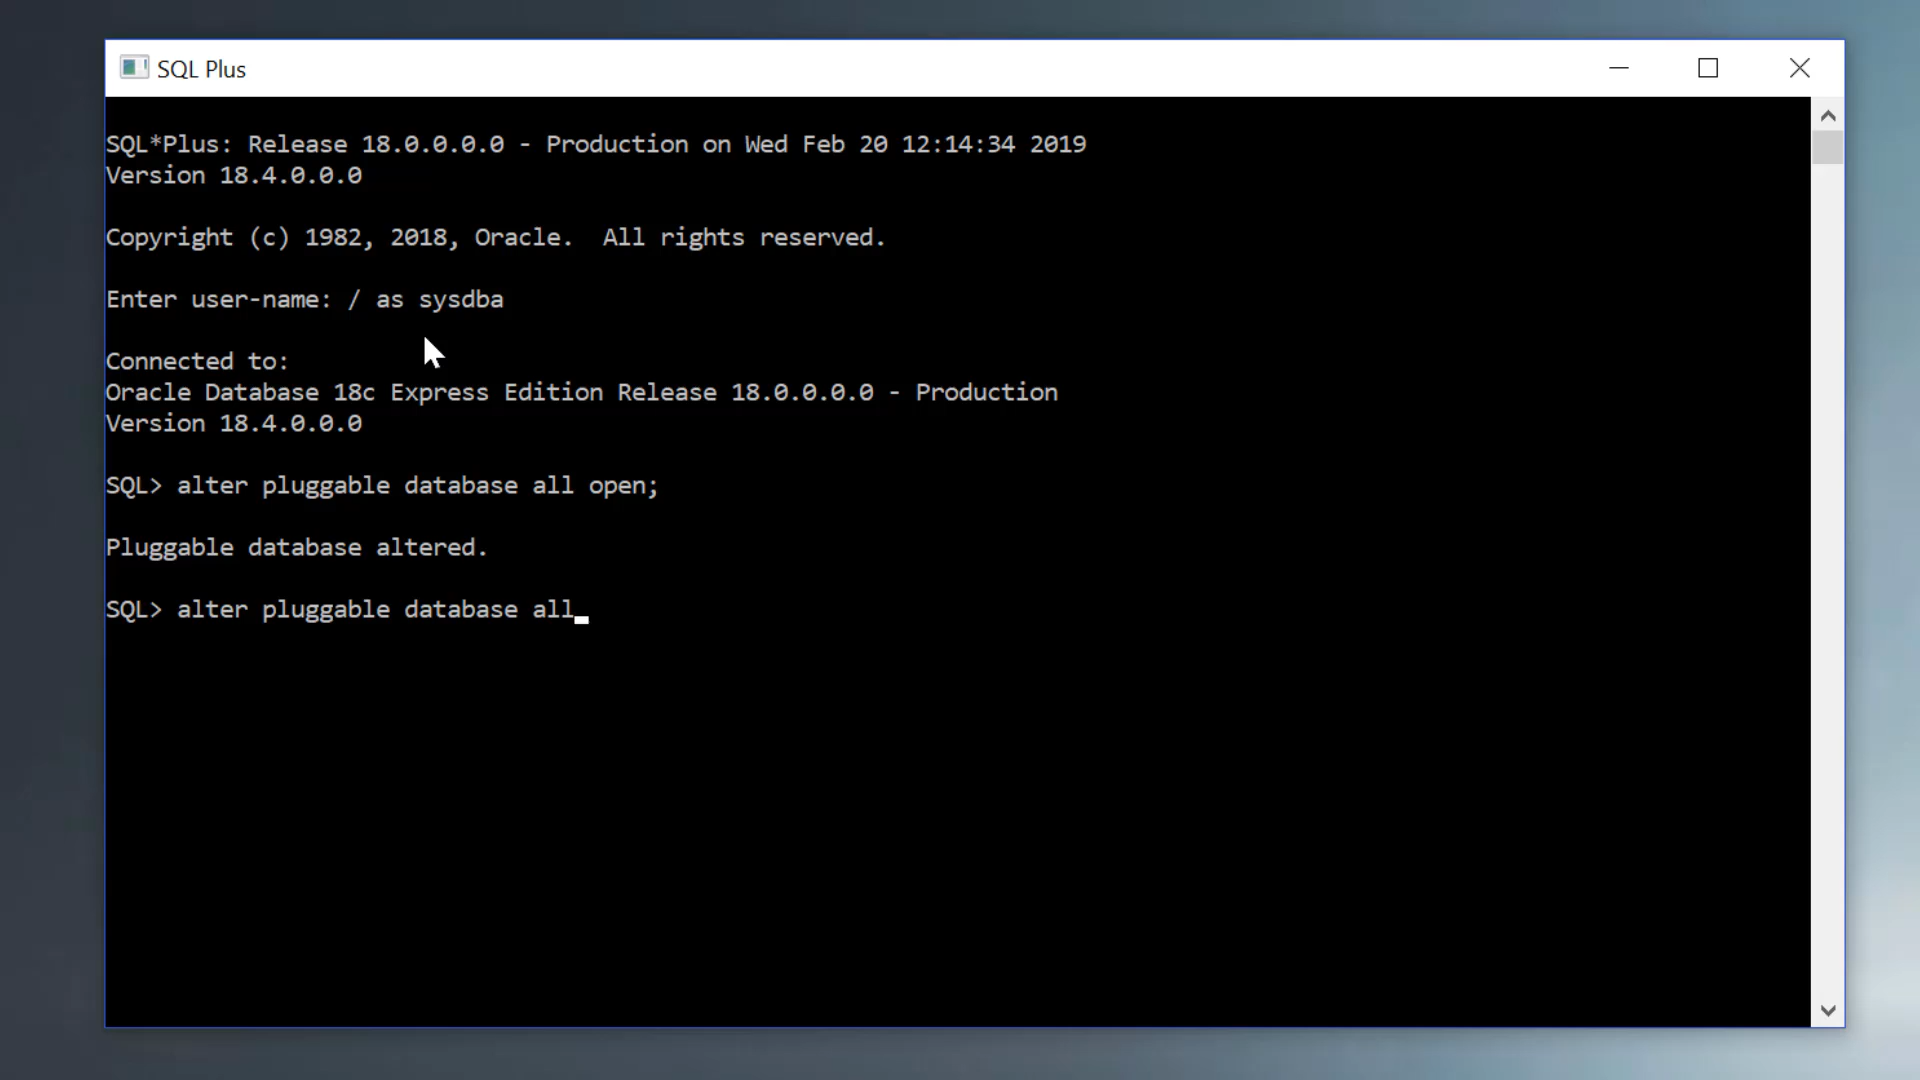 SQL Plus
SQL*Plus: Release 18.0.0.0.0 - Production on Wed Feb 20 12:14:34 2019
Version 18.4.0.0.0
Copyright (c) 1982, 2018, Oracle.  All rights reserved.
Enter user-name: / as sysdba
Connected to:
Oracle Database 18c Express Edition Release 18.0.0.0.0 - Production
Version 18.4.0.0.0
SQL> alter pluggable database all open;
Pluggable database altered.
SQL> alter pluggable database all